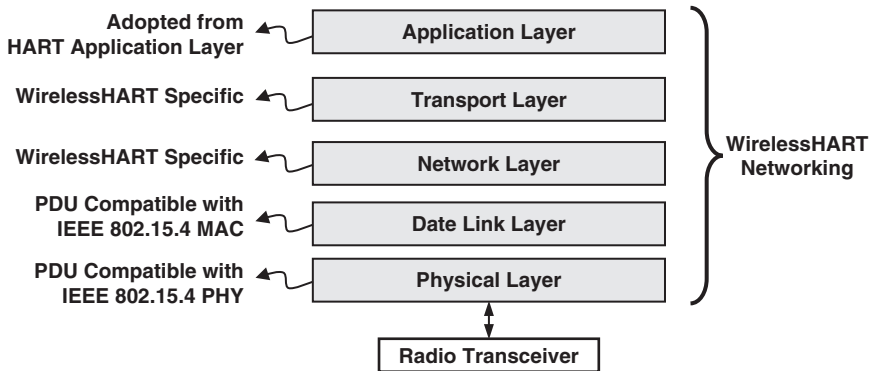 Adopted from
HART Application Layer
Application Layer
WirelessHART Specific
Transport Layer
WirelessHART Specific
Network Layer
WirelessHART
Networking
PDU Compatible with
IEEE 802.15.4 MAC
Date Link Layer
PDU Compatible with
IEEE 802.15.4 PHY
Physical Layer
Radio Transceiver